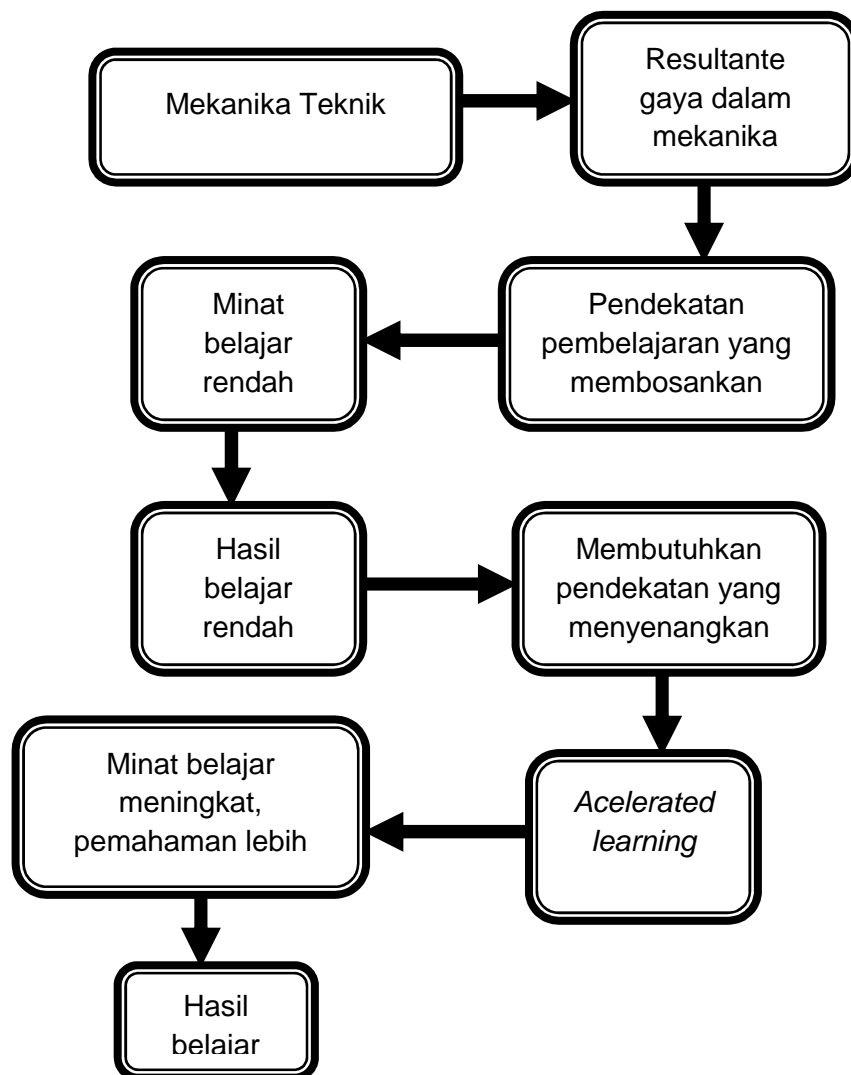 Mekanika Teknik
Resultante
gaya dalam
mekanika
Pendekatan
pembelajaran yang
membosankan
Minat
belajar
rendah
Hasil
belajar
rendah
Membutuhkan
pendekatan yang
menyenangkan
Acelerated
learning
Minat belajar
meningkat,
pemahaman lebih
Hasil
belajar